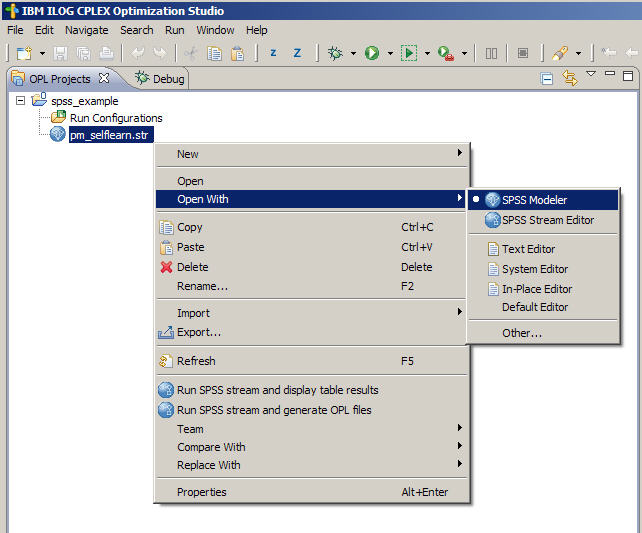 IBM ILOG CPLEX Optimization Studio
File Edit Navigate Search Run Window Help
z Z
OPL Projects Debug
spss_example
Run Configurations
pm_selflearn.str
New
Open
Open With
Copy Ctrl+C
Paste Ctrl+V
Delete Delete
Rename... F2
Import
Export...
Refresh F5
Run SPSS stream and display table results
Run SPSS stream and generate OPL files
Team
Compare With
Replace With
Properties Alt+Enter
SPSS Modeler
SPSS Stream Editor
Text Editor
System Editor
In-Place Editor
Default Editor
Other...